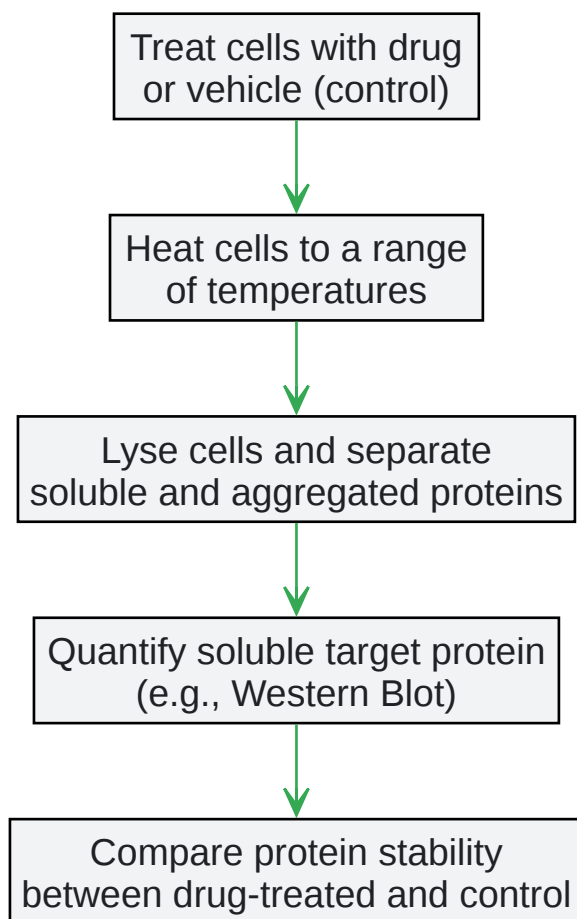 Treat cells with drug
or vehicle (control)
Heat cells to a range
of temperatures
Lyse cells and separate
soluble and aggregated proteins
Quantify soluble target protein
(e.g., Western Blot)
Compare protein stability
between drug-treated and control